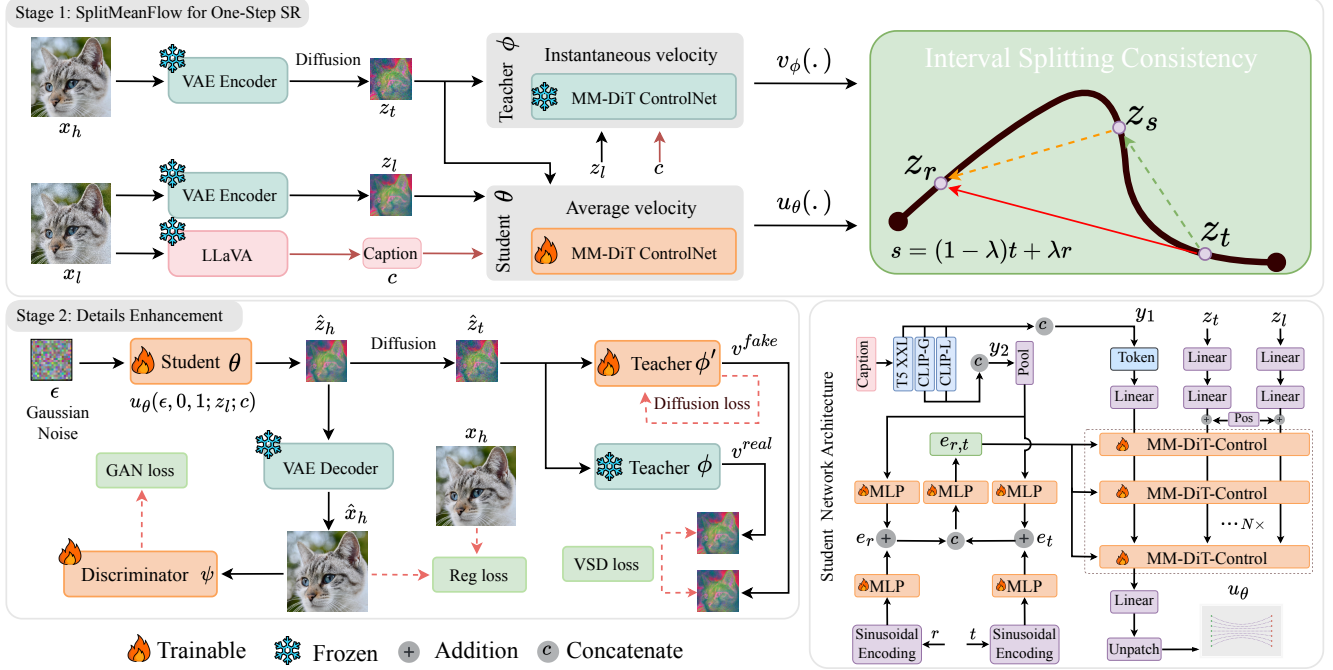 Stage 1: SplitMeanFlow for One-Step SR
x_h
VAE Encoder
Diffusion
z_t
Teacher ϕ
Instantaneous velocity
MM-DiT ControlNet
v_ϕ(.)
z_l
c
x_l
VAE Encoder
z_l
LLaVA
Caption
c
Student θ
Average velocity
MM-DiT ControlNet
u_θ(.)
Interval Splitting Consistency
z_s
z_r
z_t
s = (1 − λ)t + λr
Stage 2: Details Enhancement
ϵ
Gaussian
Noise
Student θ
u_θ(ϵ, 0, 1; z_l; c)
ẑ_h
Diffusion
ẑ_t
Teacher ϕ′
v^{fake}
Diffusion loss
Teacher ϕ
v^{real}
VAE Decoder
x̂_h
x_h
GAN loss
Discriminator ψ
Reg loss
VSD loss
Student Network Architecture
Caption
T5 XXL
CLIP-G
CLIP-L
c
c
y_2
Pool
y_1
z_t
z_l
Token
Linear
Linear
Linear
Linear
Linear
+
Pos
+
e_{r,t}
MLP
MLP
MLP
e_r
+
c
+
e_t
MLP
MLP
Sinusoidal
Encoding
r
t
Sinusoidal
Encoding
MM-DiT-Control
MM-DiT-Control
... N×
MM-DiT-Control
Linear
Unpatch
u_θ
Trainable
Frozen
+ Addition
c Concatenate